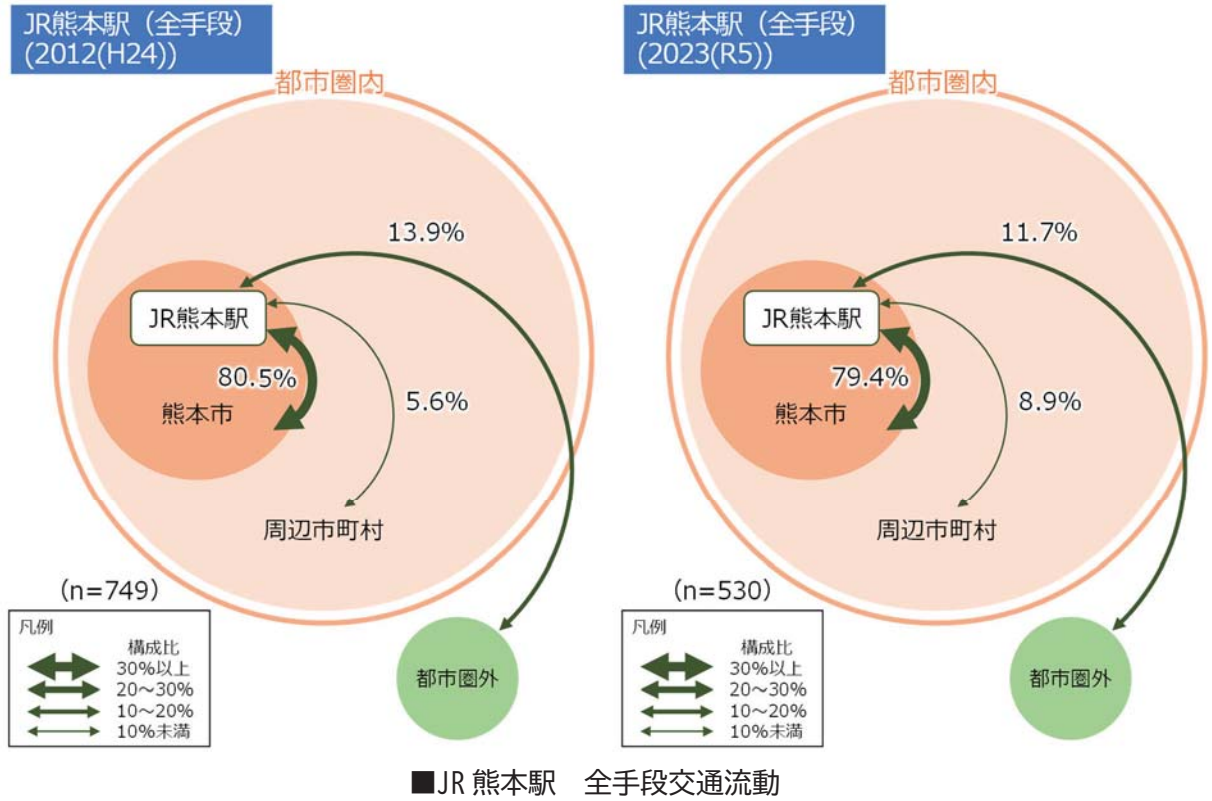 JR熊本駅（全手段）
(2012(H24))
都市圏内
13.9%
JR熊本駅
80.5%
熊本市
5.6%
周辺市町村
（n=749）
凡例
構成比
30%以上
20～30%
10～20%
10%未満
都市圏外
JR熊本駅（全手段）
(2023(R5))
都市圏内
11.7%
JR熊本駅
79.4%
熊本市
8.9%
周辺市町村
（n=530）
凡例
構成比
30%以上
20～30%
10～20%
10%未満
都市圏外
■JR 熊本駅　全手段交通流動